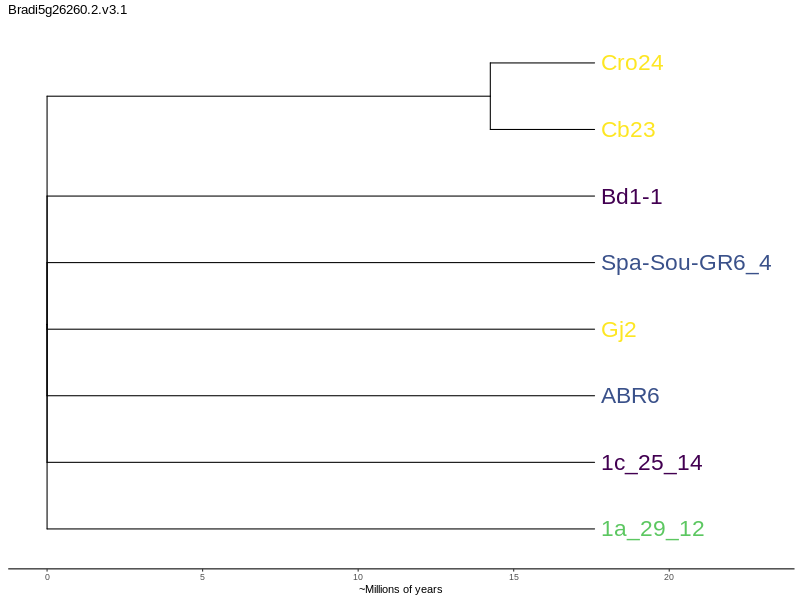 Bradi5g26260.2.v3.1
Cro24
Cb23
Bd1-1
Spa-Sou-GR6_4
Gj2
ABR6
1c_25_14
1a_29_12
0 5 10 15 20
~Millions of years